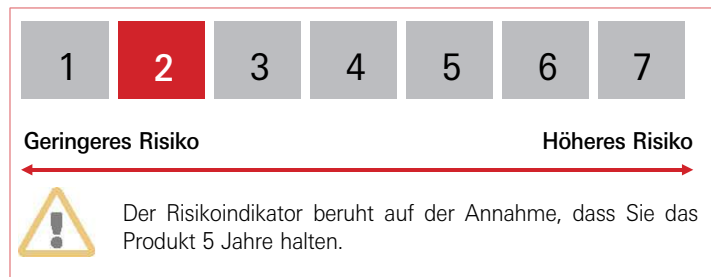 1 2 3 4 5 6 7
Geringeres Risiko Höheres Risiko
Der Risikoindikator beruht auf der Annahme, dass Sie das
Produkt 5 Jahre halten.